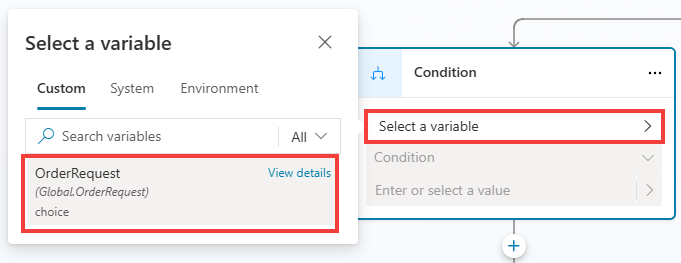 Select a variable
Custom System Environment
Search variables All
OrderRequest View details
(Global.OrderRequest)
choice
Condition
Select a variable
Condition
Enter or select a value